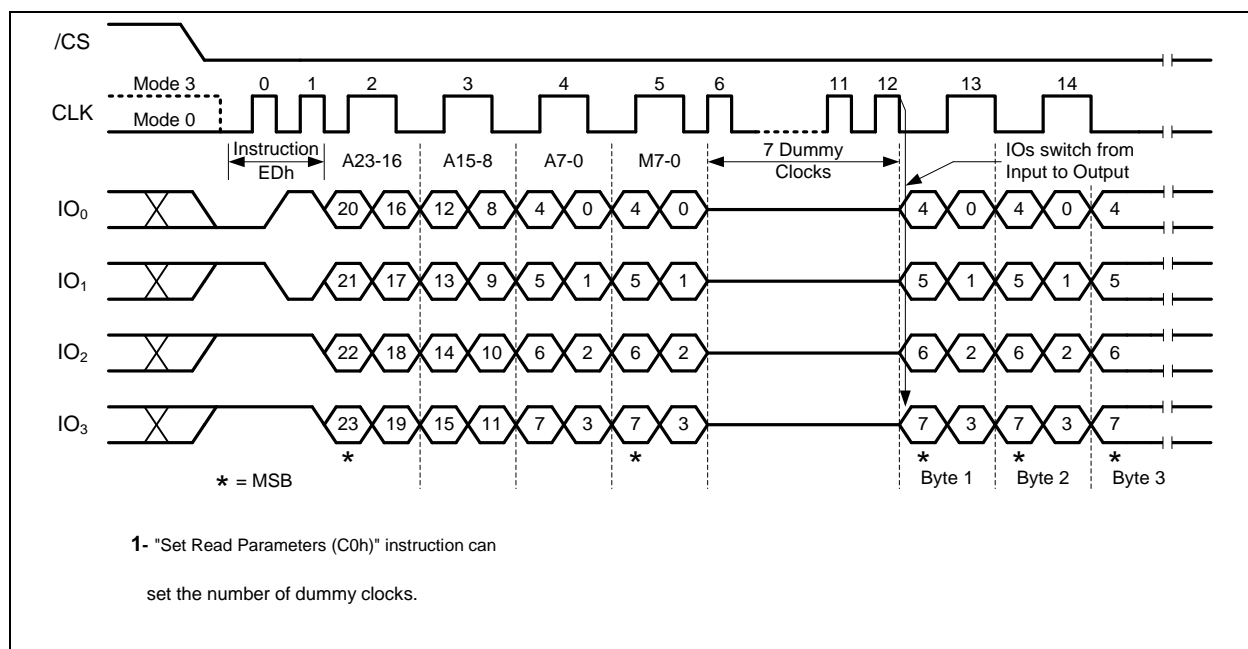 /CS
Mode 3 0 1 2 3 4 5 6 11 12 13 14
CLK Mode 0
Instruction EDh A23-16 A15-8 A7-0 M7-0 7 Dummy Clocks IOs switch from Input to Output
IO₀ 20 16 12 8 4 0 4 0 4 0 4 0 4
IO₁ 21 17 13 9 5 1 5 1 5 1 5 1 5
IO₂ 22 18 14 10 6 2 6 2 6 2 6 2 6
IO₃ 23 19 15 11 7 3 7 3 7 3 7 3 7
* * * * *
* = MSB Byte 1 Byte 2 Byte 3
1- "Set Read Parameters (C0h)" instruction can
set the number of dummy clocks.